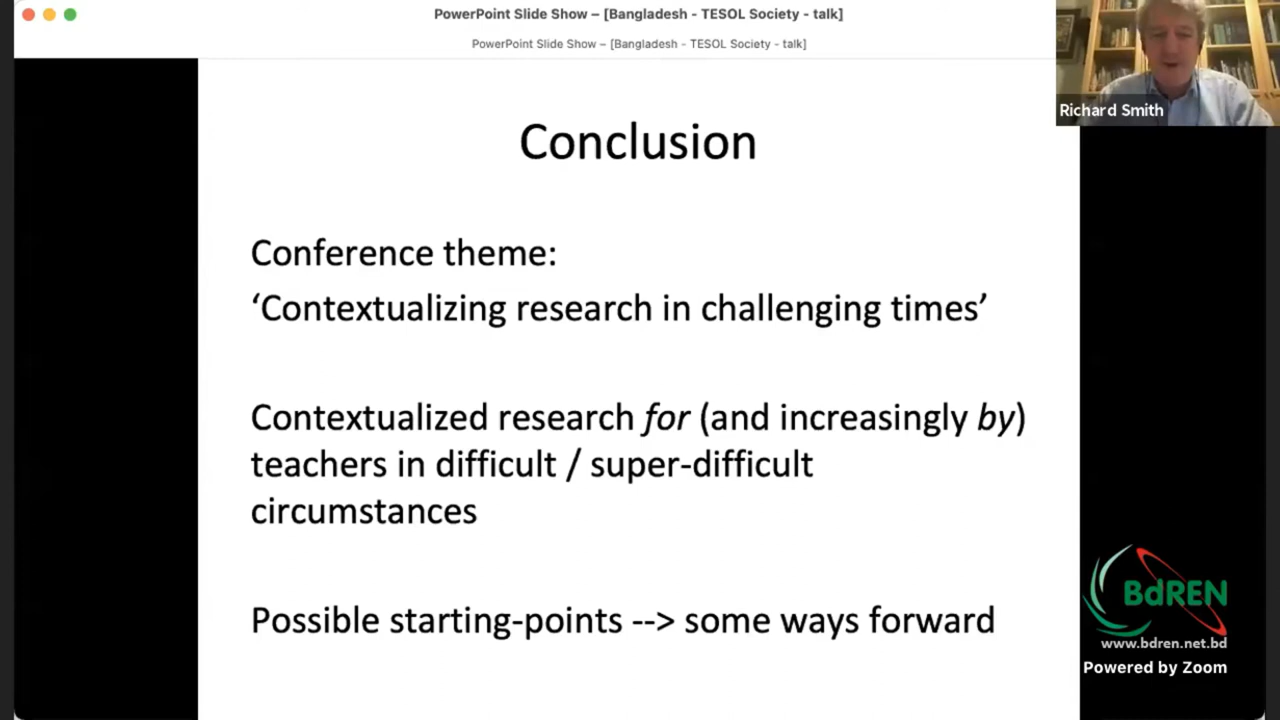 PowerPoint Slide Show – [Bangladesh - TESOL Society - talk]
PowerPoint Slide Show – [Bangladesh - TESOL Society - talk]
Richard Smith
Conclusion
Conference theme:
‘Contextualizing research in challenging times’
Contextualized research for (and increasingly by)
teachers in difficult / super-difficult
circumstances
Possible starting-points --> some ways forward
BdREN
www.bdren.net.bd
Powered by Zoom